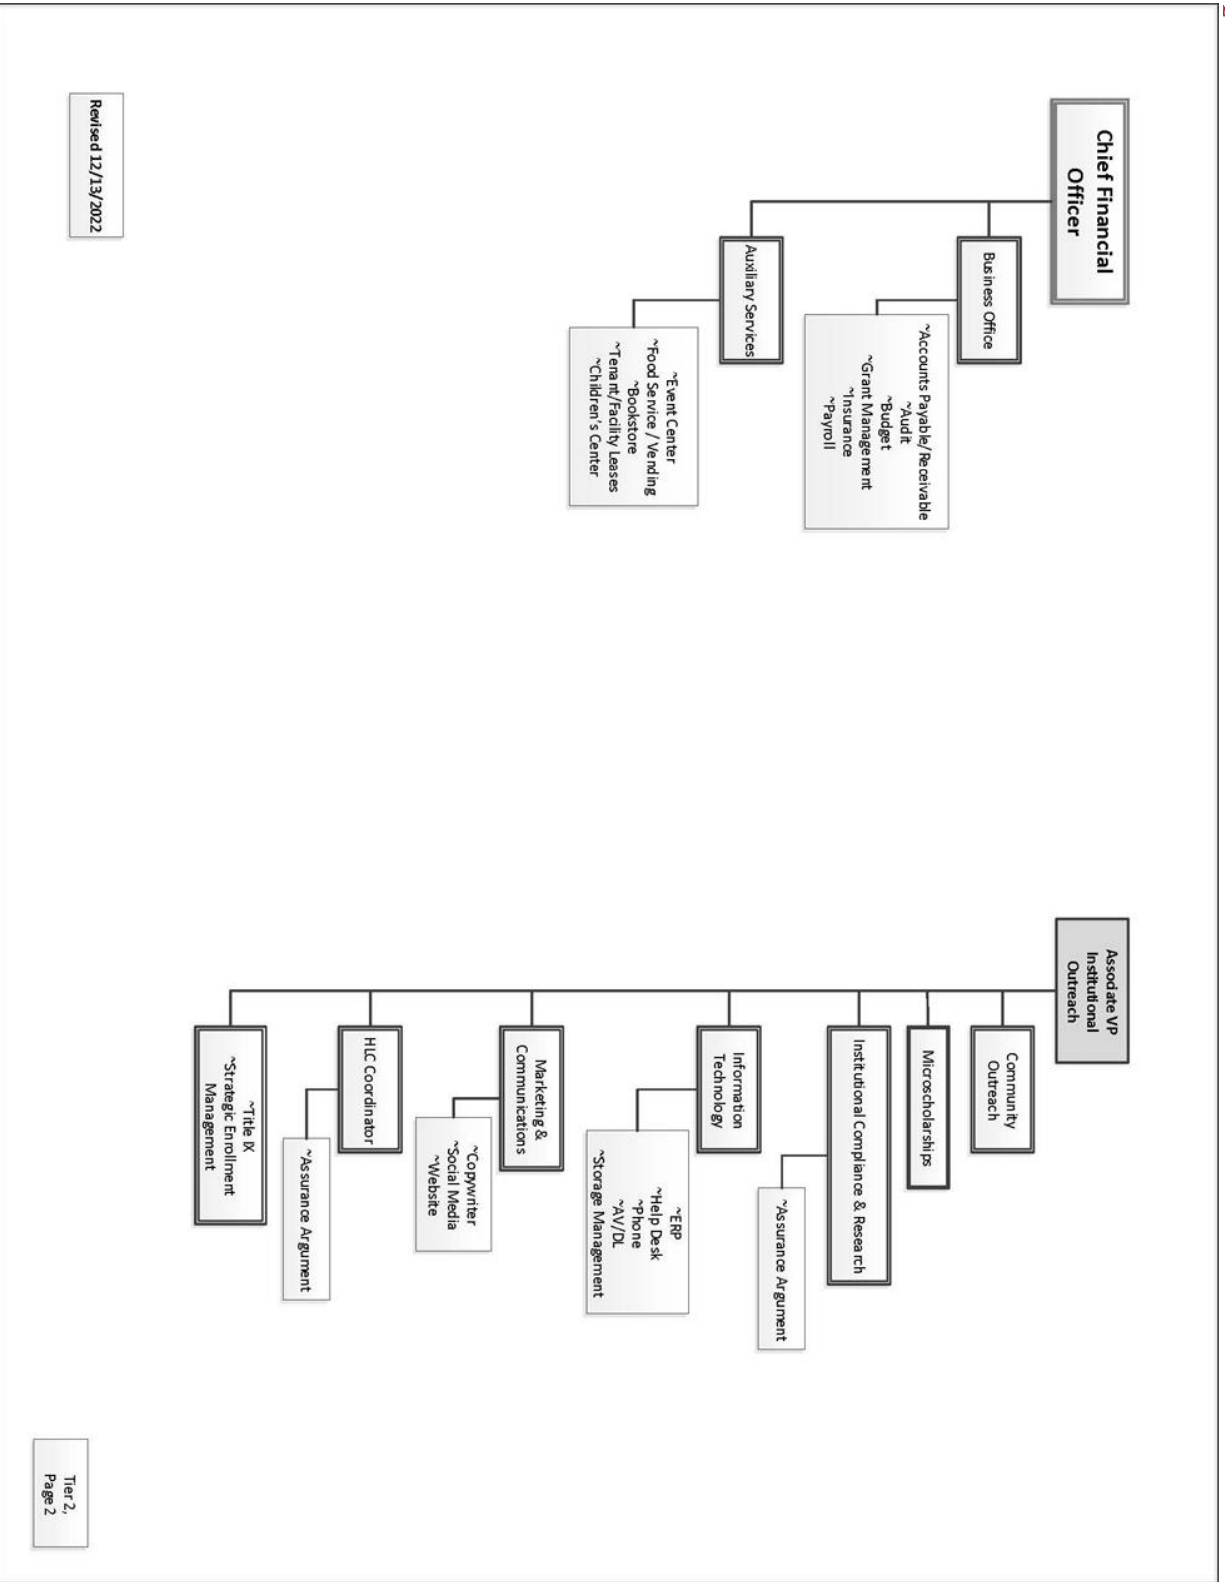 Chief Financial
Officer
Business Office
~Accounts Payable/Receivable
~Audit
~Budget
~Grant Management
~Insurance
~Payroll
Auxiliary Services
~Event Center
~Food Service / Vending
~Bookstore
~Tenant/Facility Leases
~Children's Center
Associate VP
Institutional
Outreach
Community
Outreach
Microscholarships
Institutional Compliance & Research
~Assurance Argument
Information
Technology
~ERP
~Help Desk
~Phone
~AV/DL
~Storage Management
Marketing &
Communications
~Copywriter
~Social Media
~Website
HLC Coordinator
~Assurance Argument
~Title IX
~Strategic Enrollment
Management
Revised 12/13/2022
Tier 2,
Page 2